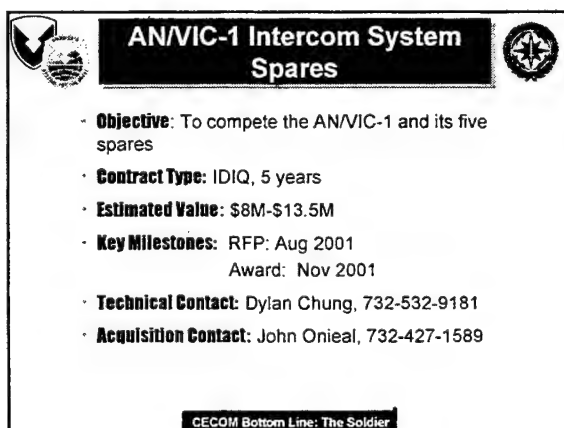 AN/VIC-1 Intercom System
Spares
- Objective: To compete the AN/VIC-1 and its five
spares
- Contract Type: IDIQ, 5 years
- Estimated Value: $8M-$13.5M
- Key Milestones: RFP: Aug 2001
Award: Nov 2001
- Technical Contact: Dylan Chung, 732-532-9181
- Acquisition Contact: John Onieal, 732-427-1589
CECOM Bottom Line: The Soldier